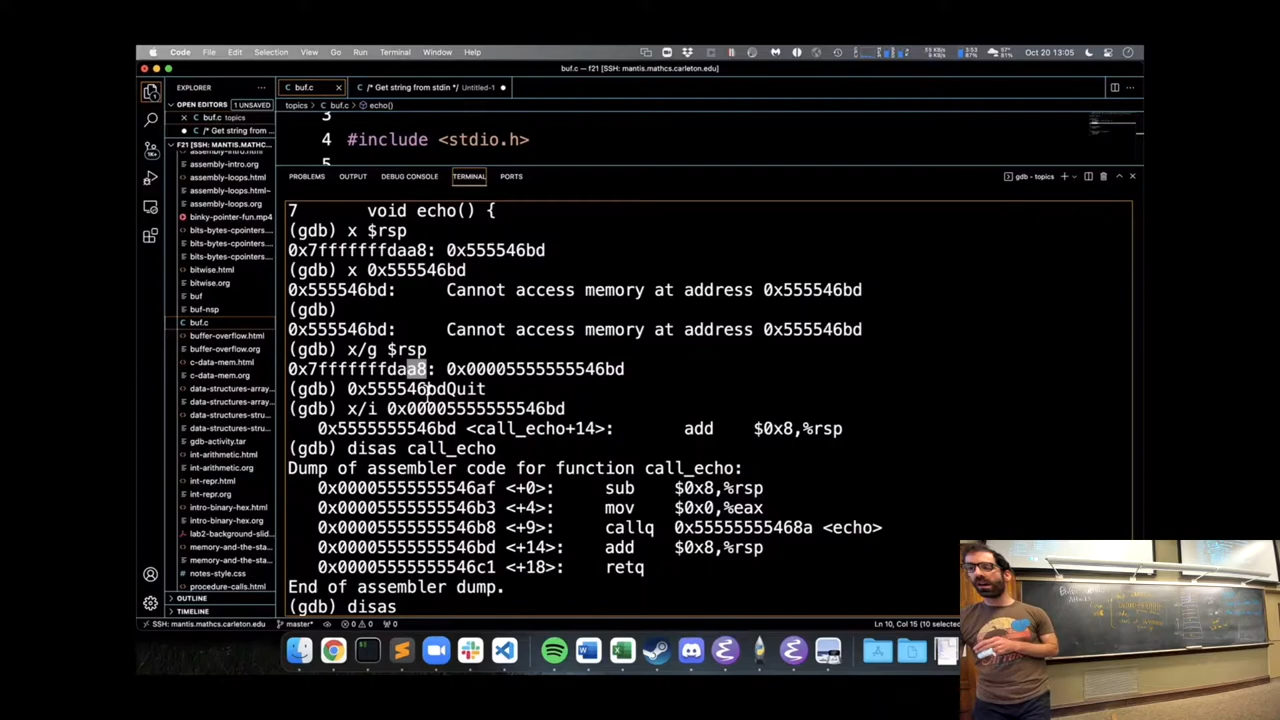 Code File Edit Selection View Go Run Terminal Window Help
Oct 20 13:05
buf.c — f21 [SSH: mantis.mathcs.carleton.edu]
EXPLORER
buf.c
/* Get string from stdin */ Untitled-1
OPEN EDITORS 1 UNSAVED
topics > buf.c > echo()
buf.c topics
/* Get string from ...
F21 [SSH: MANTIS.MATHC...
3
4 #include <stdio.h>
5
assembly-intro.html
assembly-intro.org
assembly-loops.html
assembly-loops.html~
assembly-loops.org
binky-pointer-fun.mp4
bits-bytes-cpointers...
bits-bytes-cpointers...
bits-bytes-cpointers...
bitwise.html
bitwise.org
buf
buf-nsp
buf.c
buffer-overflow.html
buffer-overflow.org
c-data-mem.html
c-data-mem.org
data-structures-array...
data-structures-array...
data-structures-stru...
data-structures-stru...
gdb-activity.tar
int-arithmetic.html
int-arithmetic.org
int-repr.html
int-repr.org
intro-binary-hex.html
intro-binary-hex.org
lab2-background-slid...
memory-and-the-sta...
memory-and-the-sta...
notes-style.css
procedure-calls.html
OUTLINE
TIMELINE
PROBLEMS OUTPUT DEBUG CONSOLE TERMINAL PORTS
gdb - topics
7 void echo() {
(gdb) x $rsp
0x7fffffffdaa8: 0x555546bd
(gdb) x 0x555546bd
0x555546bd: Cannot access memory at address 0x555546bd
(gdb)
0x555546bd: Cannot access memory at address 0x555546bd
(gdb) x/g $rsp
0x7fffffffdaa8: 0x00005555555546bd
(gdb) 0x555546bdQuit
(gdb) x/i 0x00005555555546bd
0x5555555546bd <call_echo+14>: add $0x8,%rsp
(gdb) disas call_echo
Dump of assembler code for function call_echo:
0x00005555555546af <+0>: sub $0x8,%rsp
0x00005555555546b3 <+4>: mov $0x0,%eax
0x00005555555546b8 <+9>: callq 0x55555555468a <echo>
0x00005555555546bd <+14>: add $0x8,%rsp
0x00005555555546c1 <+18>: retq
End of assembler dump.
(gdb) disas
SSH: mantis.mathcs.carleton.edu
master*
0 0
0
Ln 10, Col 15 (10 selected)